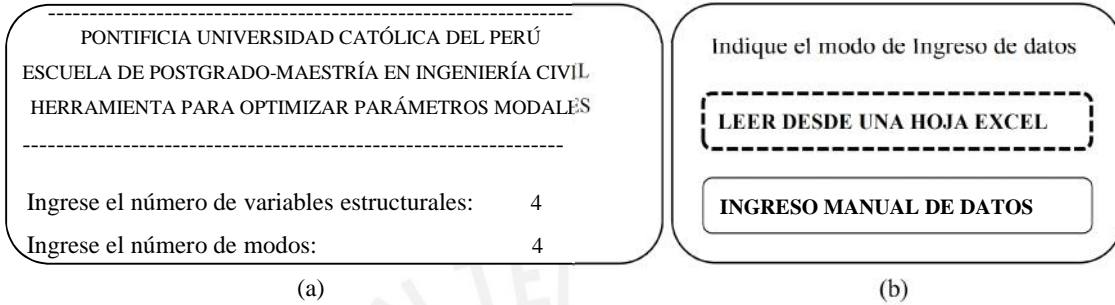 ------------------------------------------------------------------
PONTIFICIA UNIVERSIDAD CATÓLICA DEL PERÚ
ESCUELA DE POSTGRADO-MAESTRÍA EN INGENIERÍA CIVIL
HERRAMIENTA PARA OPTIMIZAR PARÁMETROS MODALES
------------------------------------------------------------------
Ingrese el número de variables estructurales: 4
Ingrese el número de modos: 4
(a)
Indique el modo de Ingreso de datos
LEER DESDE UNA HOJA EXCEL
INGRESO MANUAL DE DATOS
(b)